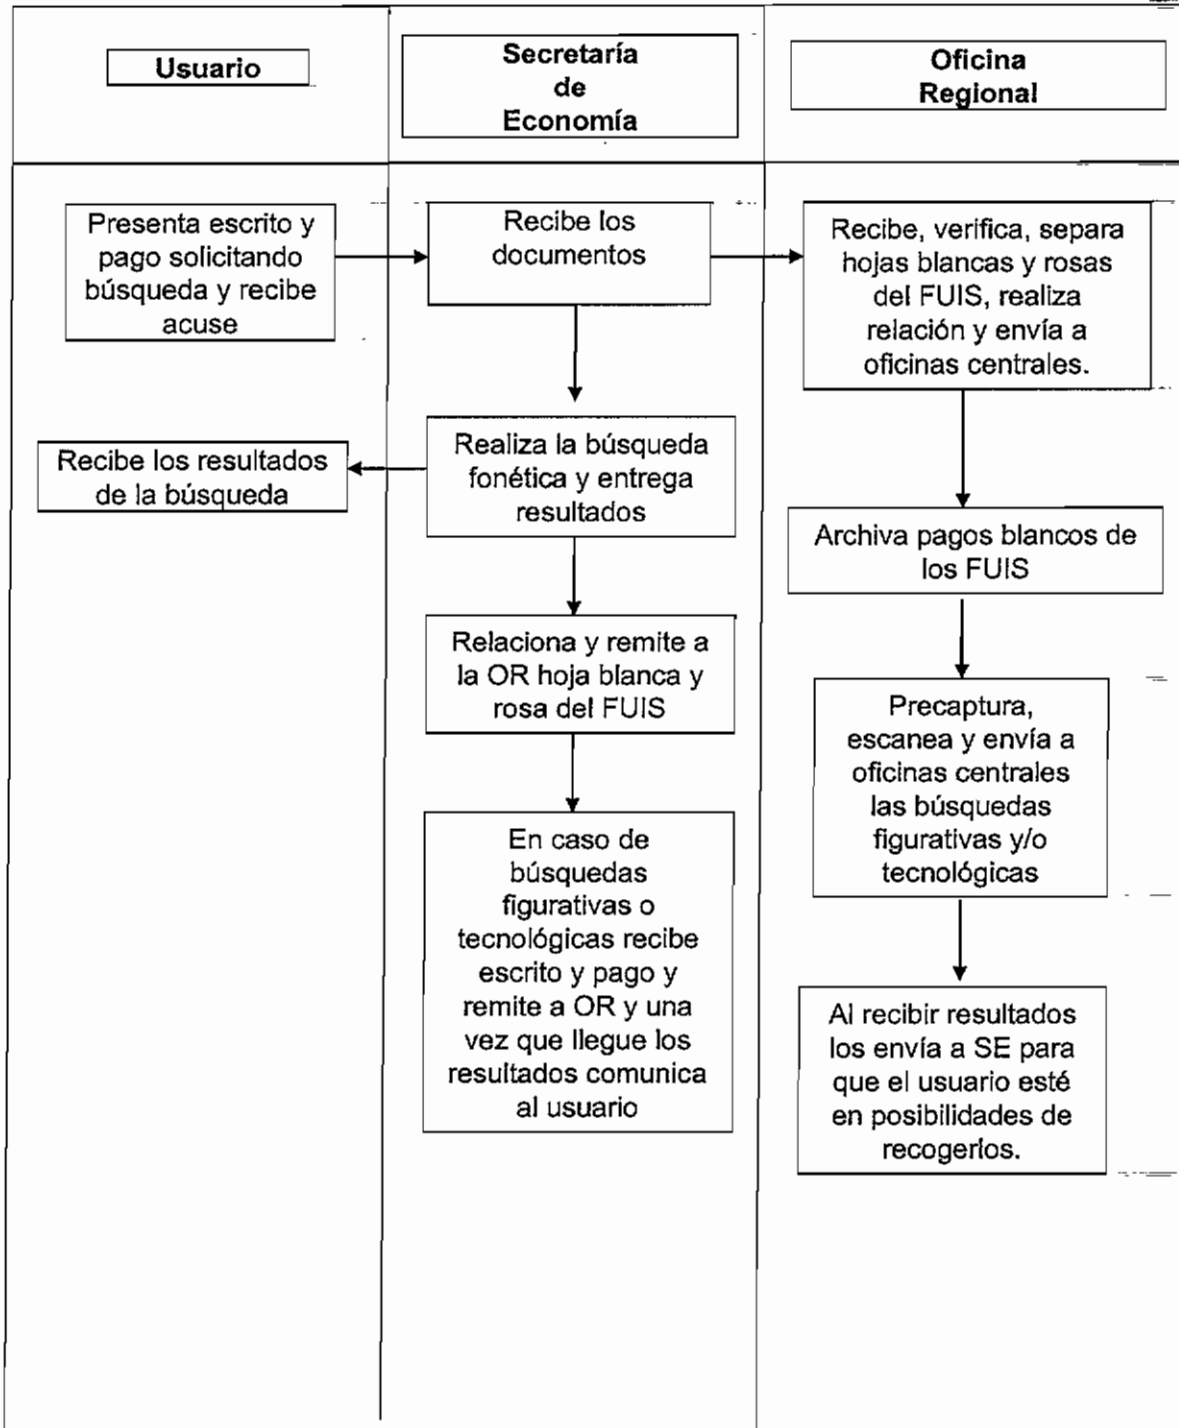 Usuario
Secretaría
de
Economía
Oficina
Regional
Presenta escrito y
pago solicitando
búsqueda y recibe
acuse
Recibe los
documentos
Recibe, verifica, separa
hojas blancas y rosas
del FUIS, realiza
relación y envía a
oficinas centrales.
Recibe los resultados
de la búsqueda
Realiza la búsqueda
fonética y entrega
resultados
Archiva pagos blancos de
los FUIS
Relaciona y remite a
la OR hoja blanca y
rosa del FUIS
Precaptura,
escanea y envía a
oficinas centrales
las búsquedas
figurativas y/o
tecnológicas
En caso de
búsquedas
figurativas o
tecnológicas recibe
escrito y pago y
remite a OR y una
vez que llegue los
resultados comunica
al usuario
Al recibir resultados
los envía a SE para
que el usuario esté
en posibilidades de
recogerlos.